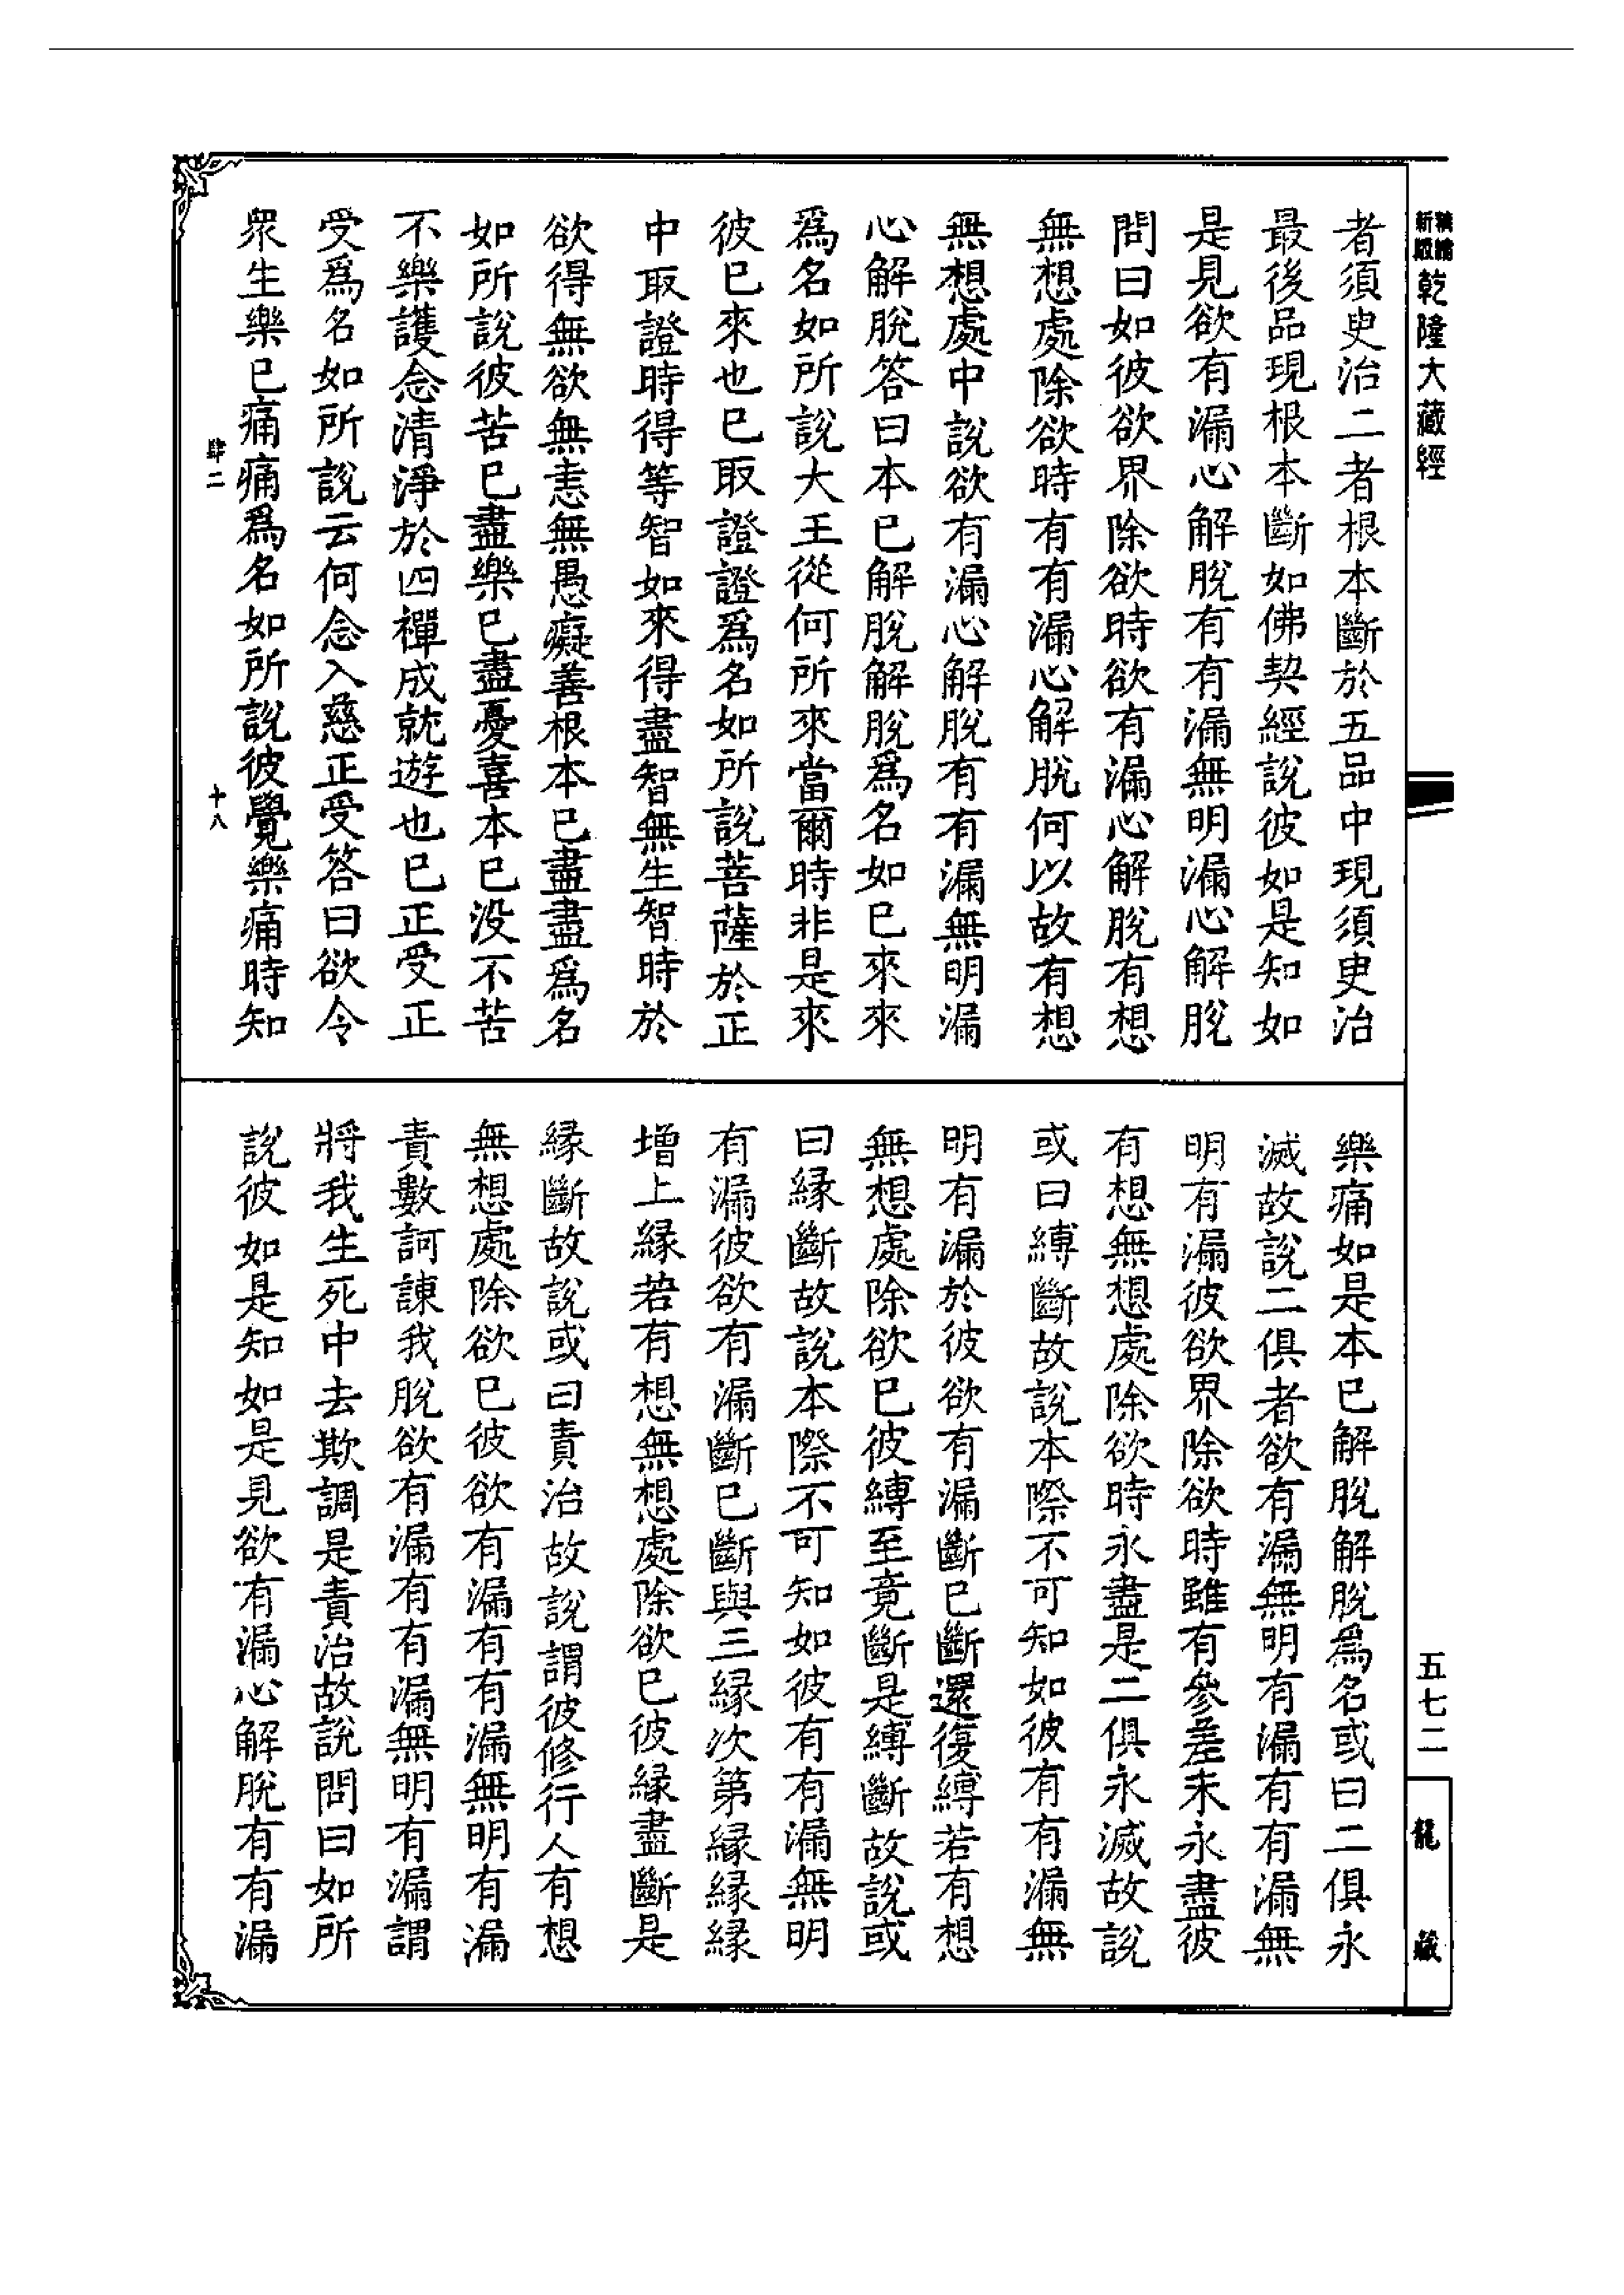 精繕
新版
乾隆大藏經
者須史治二者根本斷於五品中現須史治
最後品現根本斷如佛契經說彼如是知如
是見欲有漏心解脫有有漏無明漏心解脫
問曰如彼欲界除欲時欲有漏心解脫有想
無想處除欲時有有漏心解脫何以故有想
無想處中說欲有漏心解脫有有漏無明漏
心解脫答曰本已解脫解脫爲名如已來來
爲名如所說大王從何所來當爾時非是來
彼已來也已取證證爲名如所說菩薩於正
中取證時得等智如來得盡智無生智時於
欲得無欲無恚無愚癡善根本已盡盡爲名
如所說彼苦已盡樂已盡憂喜本已沒不苦
不樂護念清淨於四禪成就遊也已正受正
受爲名如所說云何念入慈正受答曰欲令
衆生樂已痛痛爲名如所說彼覺樂痛時知
肆二
十八
樂痛如是本已解脫解脫爲名或曰二俱永
滅故說二俱者欲有漏無明有漏有有漏無
明有漏彼欲界除欲時雖有參差未永盡彼
有想無想處除欲時永盡是二俱永滅故說
或曰縛斷故說本際不可知如彼有有漏無
明有漏於彼欲有漏斷已斷還復縛若有想
無想處除欲已彼縛至竟斷是縛斷故說或
曰緣斷故說本際不可知如彼有有漏無明
有漏彼欲有漏斷已斷與三緣次第緣緣緣
增上緣若有想無想處除欲已彼緣盡斷是
緣斷故說或曰責治故說謂彼修行人有想
無想處除欲已彼欲有漏有有漏無明有漏
責數訶諫我脫欲有漏有有漏無明有漏謂
將我生死中去欺調是責治故說問曰如所
說彼如是知如是見欲有漏心解脫有有漏
五七二
龍藏